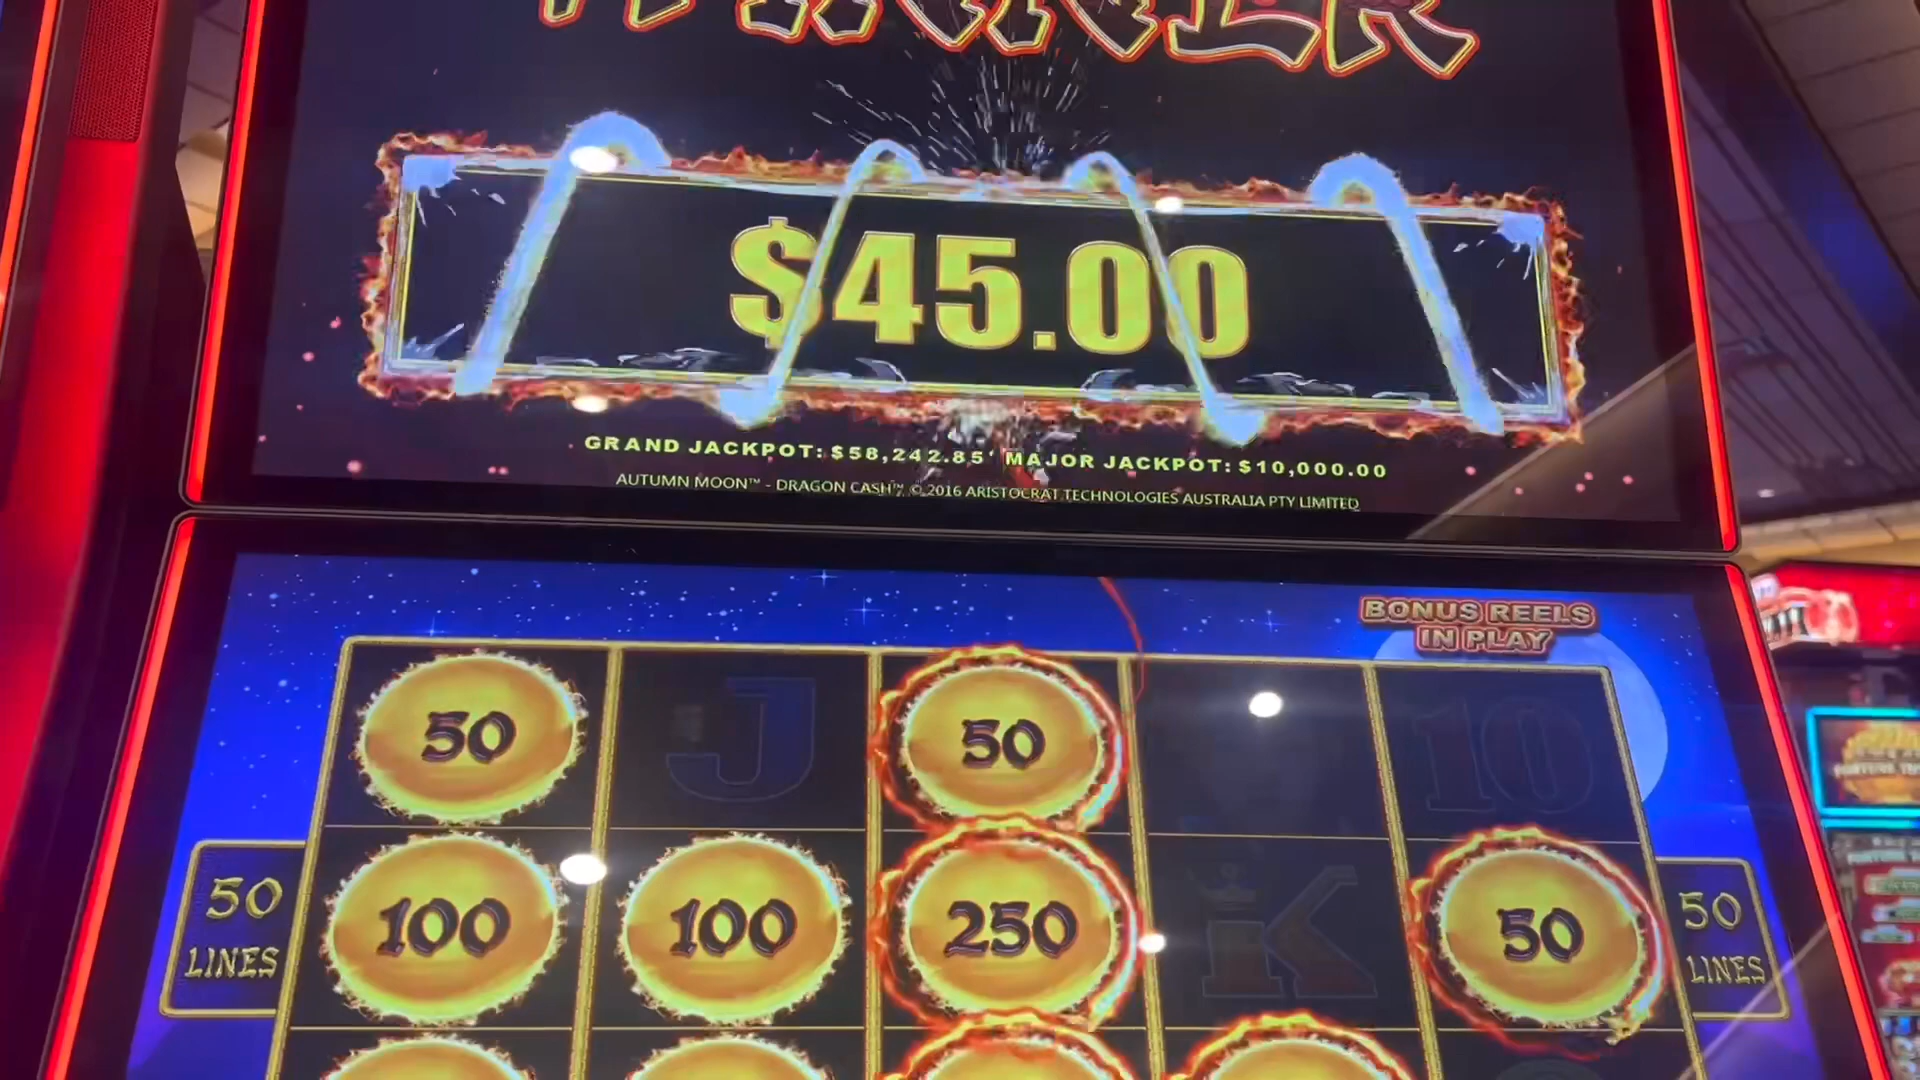 $45.00
GRAND JACKPOT: $58,242.85 MAJOR JACKPOT: $10,000.00
AUTUMN MOON™ - DRAGON CASH™ © 2016 ARISTOCRAT TECHNOLOGIES AUSTRALIA PTY LIMITED
BONUS REELS
IN PLAY
50 J 50 10
50 LINES
100 100 250 K 50
50 LINES